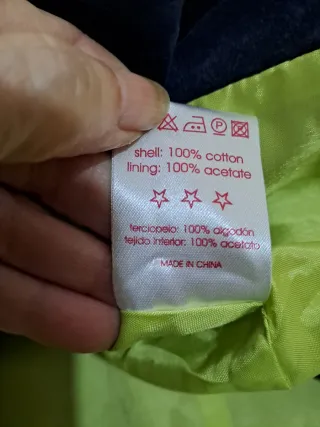 shell: 100% cotton
lining: 100% acetate
terciopelo: 100% algodón
tejido inferior: 100% acetato
MADE IN CHINA